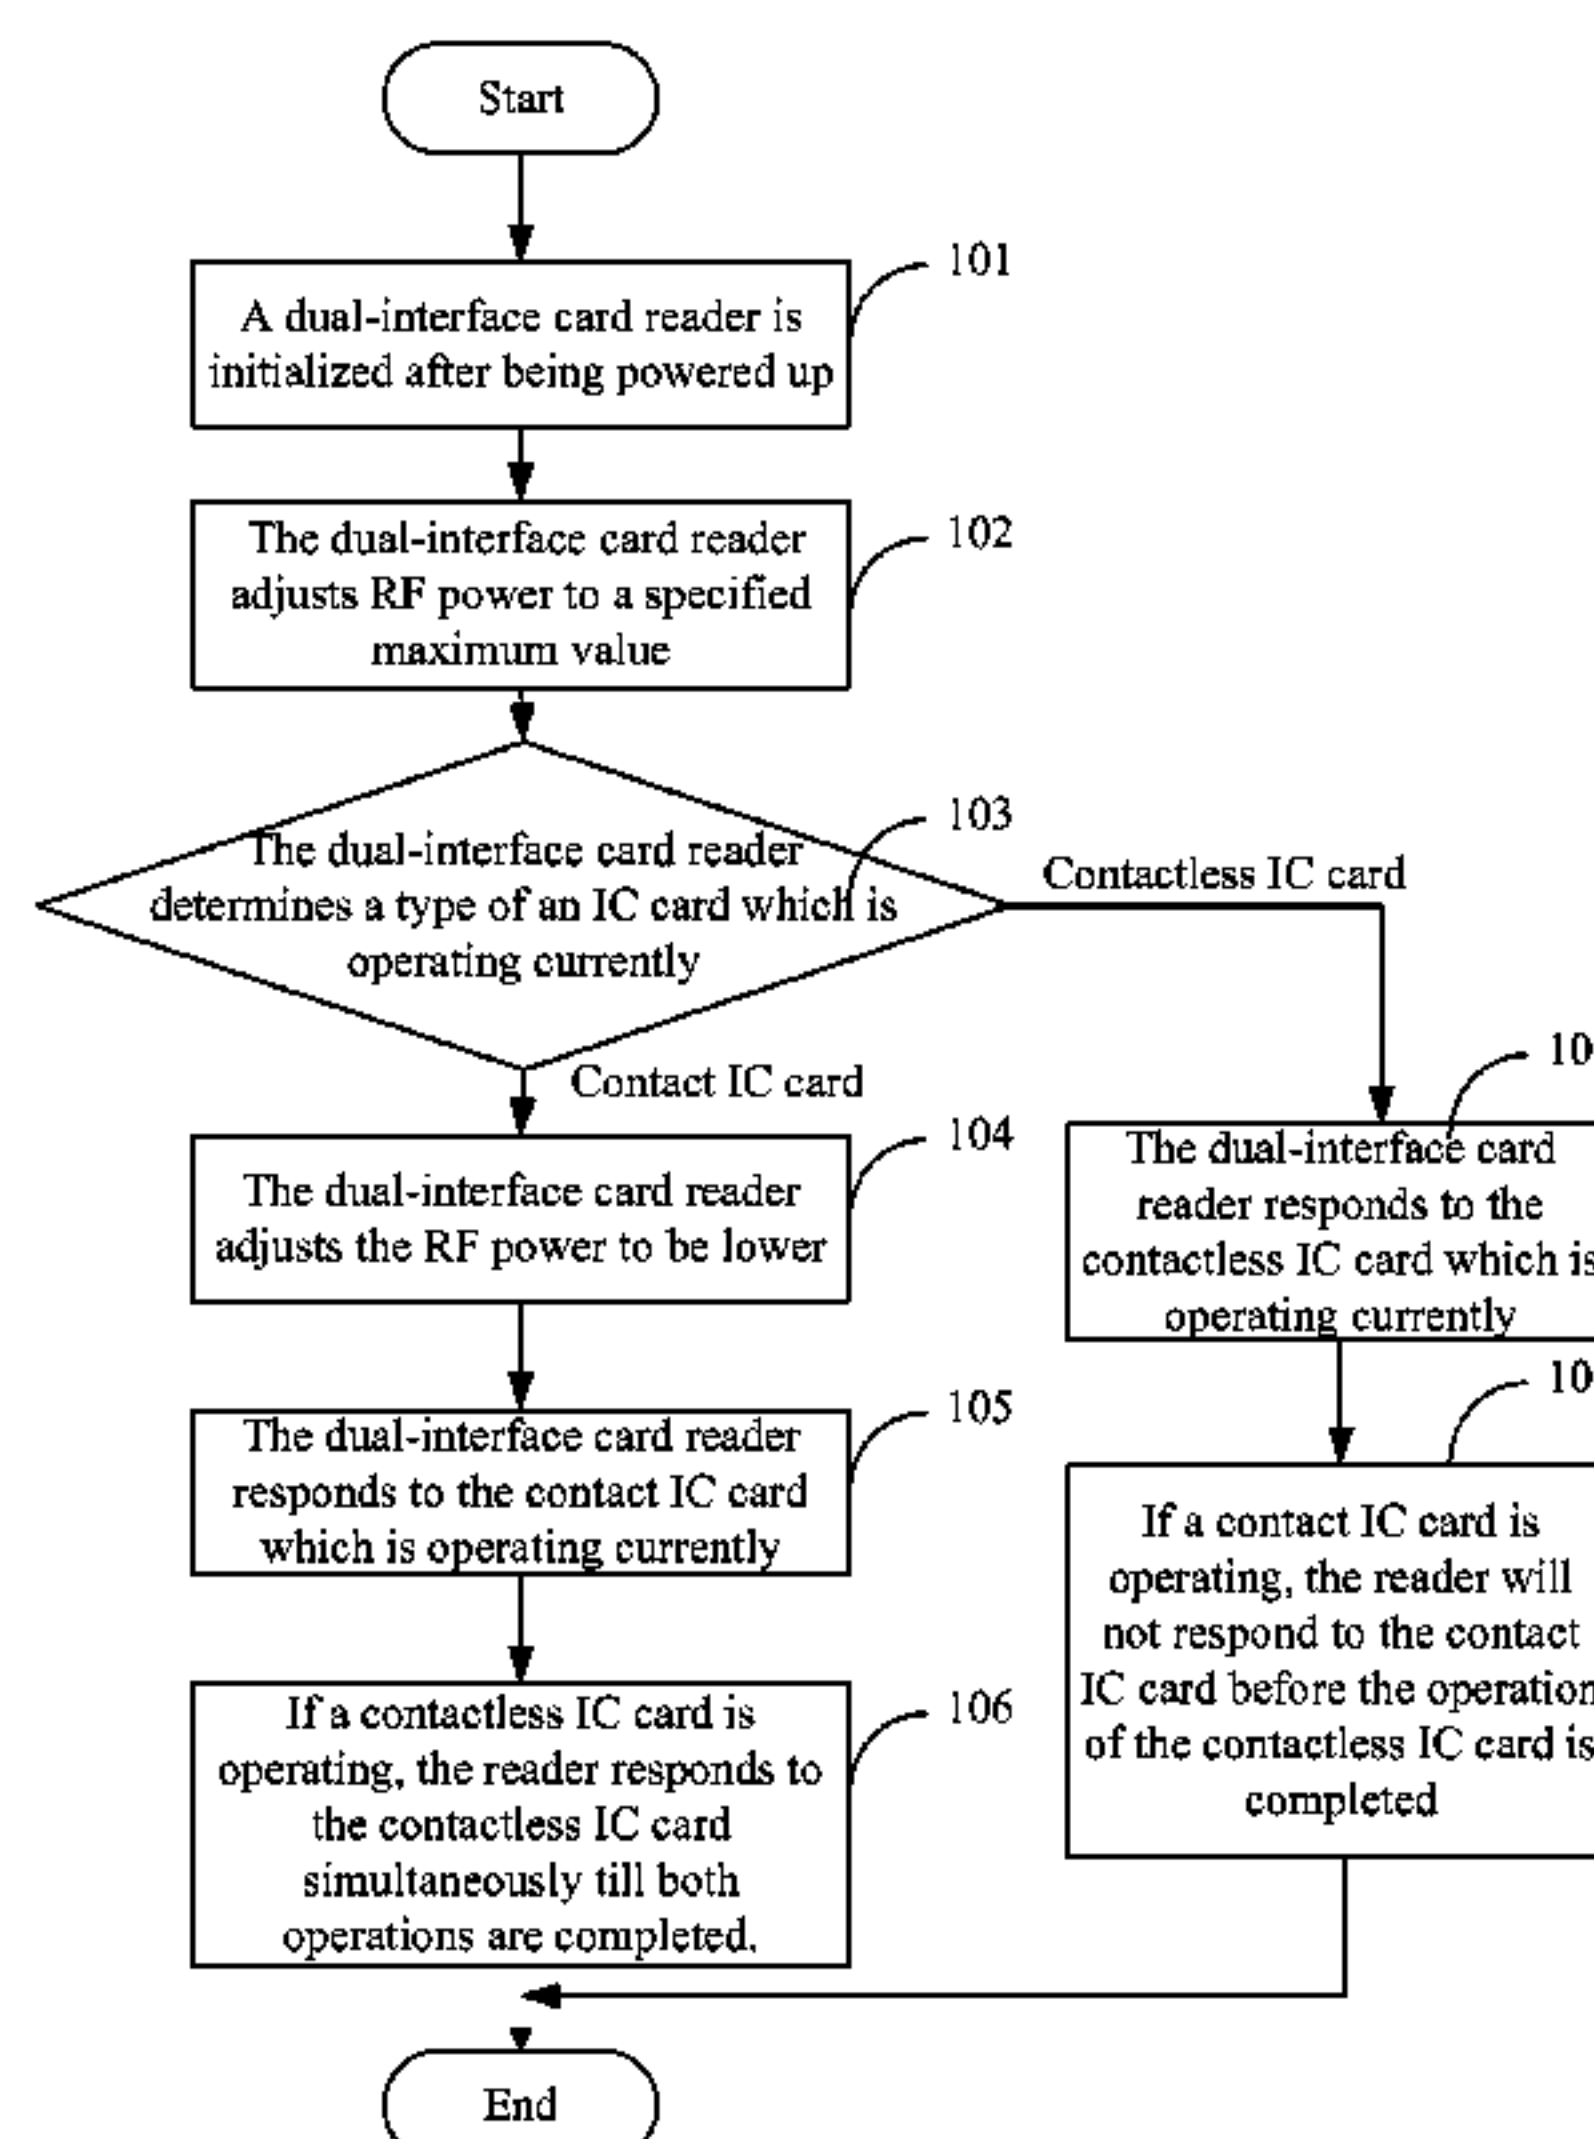 Start
101
A dual-interface card reader is
initialized after being powered up
102
The dual-interface card reader
adjusts RF power to a specified
maximum value
103
The dual-interface card reader
determines a type of an IC card which is
operating currently
Contactless IC card
Contact IC card
104
The dual-interface card reader
adjusts the RF power to be lower
10
The dual-interface card
reader responds to the
contactless IC card which is
operating currently
105
The dual-interface card reader
responds to the contact IC card
which is operating currently
10
If a contact IC card is
operating, the reader will
not respond to the contact
IC card before the operation
of the contactless IC card is
completed
106
If a contactless IC card is
operating, the reader responds to
the contactless IC card
simultaneously till both
operations are completed.
End